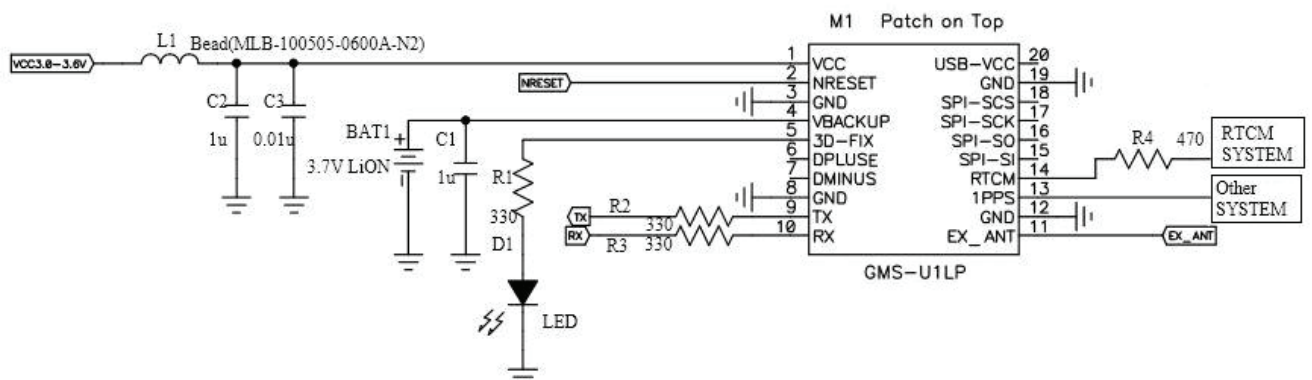 M1 Patch on Top
L1 Bead(MLB-100505-0600A-N2)
VCC3.0-3.6V
C2
1u
C3
0.01u
NRESET
BAT1
+
3.7V LiON
C1
1u
R1
330
D1
LED
TX
RX
R2
330
R3
330
1 VCC
2 NRESET
3 GND
4 VBACKUP
5 3D-FIX
6 DPLUSE
7 DMINUS
8 GND
9 TX
10 RX
USB-VCC 20
GND 19
SPI-SCS 18
SPI-SCK 17
SPI-SO 16
SPI-SI 15
RTCM 14
1PPS 13
GND 12
EX_ANT 11
GMS-U1LP
R4 470
RTCM
SYSTEM
Other
SYSTEM
EX_ANT